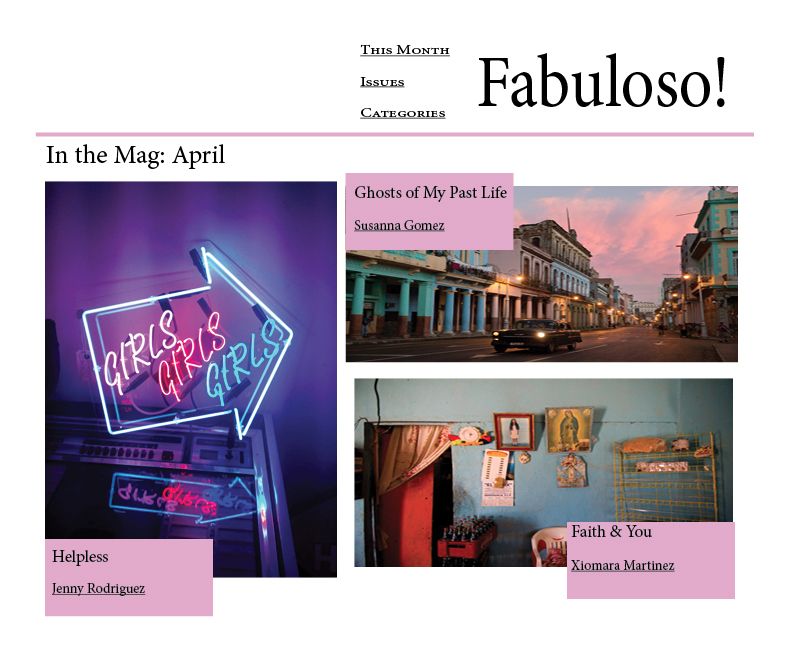 This Month
Issues
Categories
Fabuloso!
In the Mag: April
Ghosts of My Past Life
Susanna Gomez
GIRLS
GIRLS
GIRLS
Helpless
Jenny Rodriguez
Faith & You
Xiomara Martinez